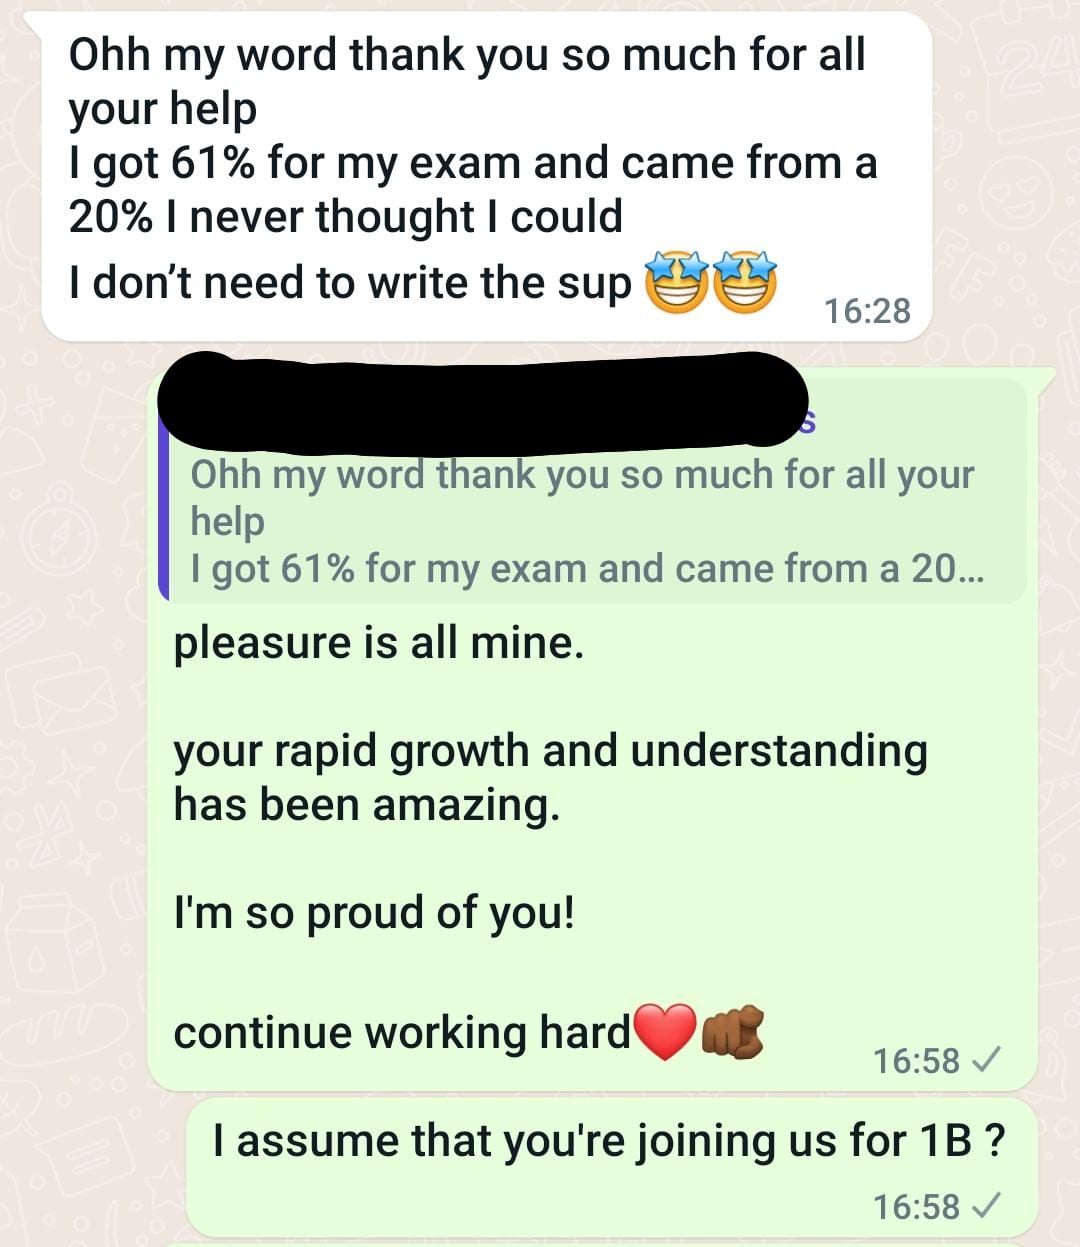 Ohh my word thank you so much for all
your help
I got 61% for my exam and came from a
20% I never thought I could
I don't need to write the sup 🤩🤩
16:28
s
Ohh my word thank you so much for all your
help
I got 61% for my exam and came from a 20...
pleasure is all mine.
your rapid growth and understanding
has been amazing.
I'm so proud of you!
continue working hard❤️🫵🏾
16:58
I assume that you're joining us for 1B ?
16:58